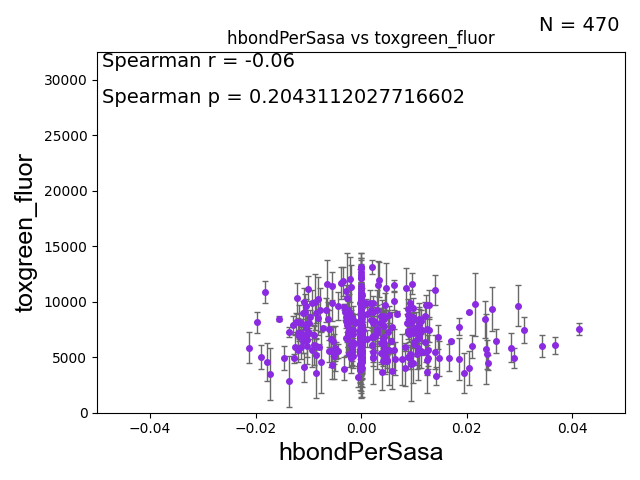 N = 470
hbondPerSasa vs toxgreen_fluor
Spearman r = -0.06
Spearman p = 0.2043112027716602
30000
25000
20000
15000
10000
5000
0
toxgreen_fluor
−0.04
−0.02
0.00
0.02
0.04
hbondPerSasa